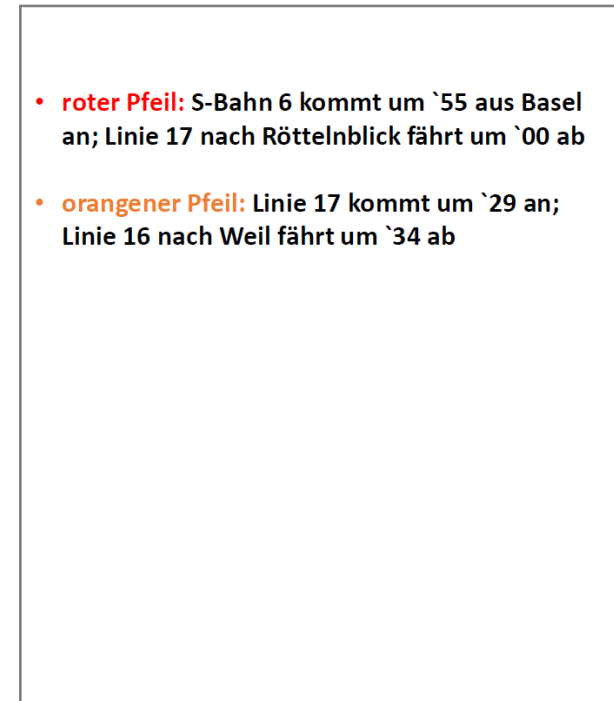 • roter Pfeil: S-Bahn 6 kommt um `55 aus Basel
an; Linie 17 nach Röttelnblick fährt um `00 ab
• orangener Pfeil: Linie 17 kommt um `29 an;
Linie 16 nach Weil fährt um `34 ab